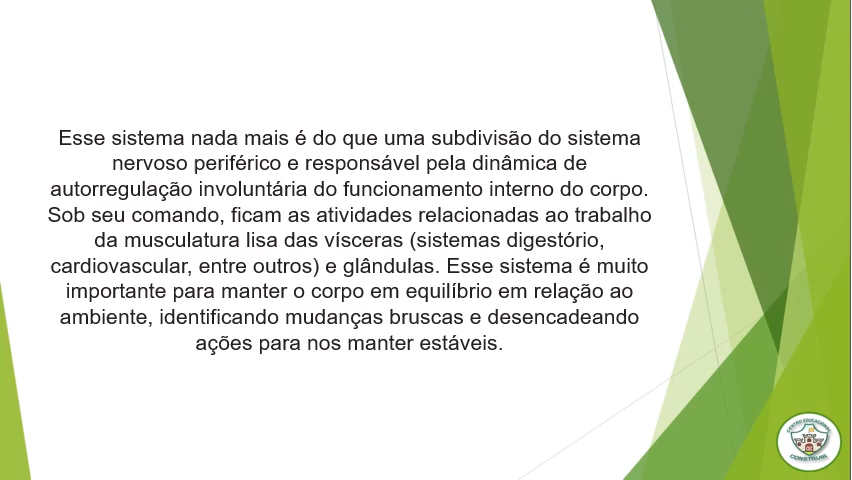 Esse sistema nada mais é do que uma subdivisão do sistema
nervoso periférico e responsável pela dinâmica de
autorregulação involuntária do funcionamento interno do corpo.
Sob seu comando, ficam as atividades relacionadas ao trabalho
da musculatura lisa das vísceras (sistemas digestório,
cardiovascular, entre outros) e glândulas. Esse sistema é muito
importante para manter o corpo em equilíbrio em relação ao
ambiente, identificando mudanças bruscas e desencadeando
ações para nos manter estáveis.
CENTRO EDUCACIONAL
CONSTRUIR